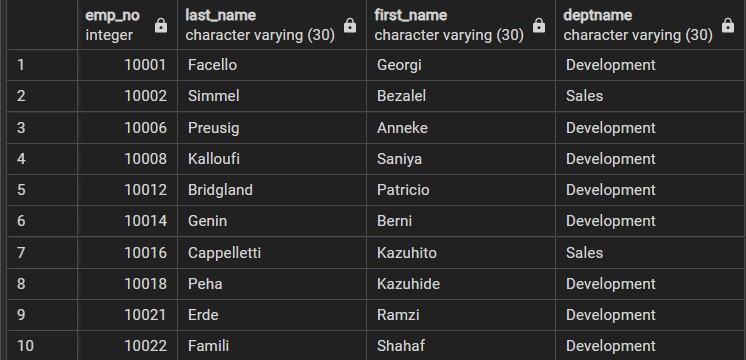 emp_no last_name first_name deptname
integer character varying (30) character varying (30) character varying (30)
1 10001 Facello Georgi Development
2 10002 Simmel Bezalel Sales
3 10006 Preusig Anneke Development
4 10008 Kalloufi Saniya Development
5 10012 Bridgland Patricio Development
6 10014 Genin Berni Development
7 10016 Cappelletti Kazuhito Sales
8 10018 Peha Kazuhide Development
9 10021 Erde Ramzi Development
10 10022 Famili Shahaf Development